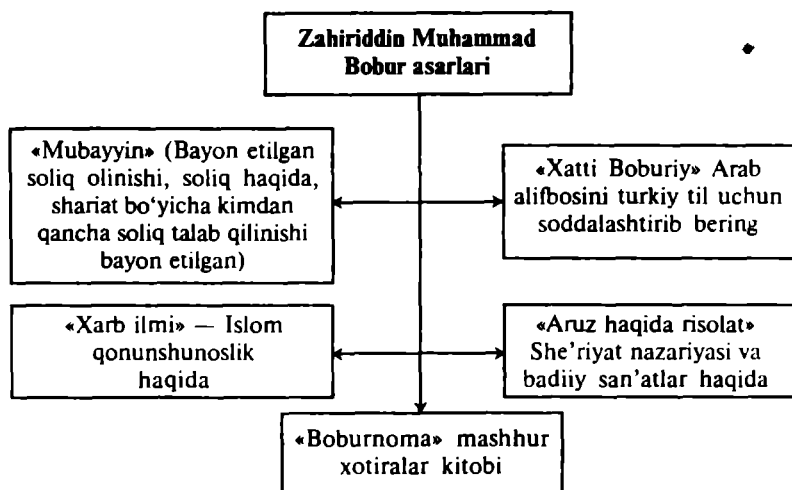 Zahiriddin Muhammad
Bobur asarlari
«Mubayyin» (Bayon etilgan
soliq olinishi, soliq haqida,
shariat bo‘yicha kimdan
qancha soliq talab qilinishi
bayon etilgan)
«Xatti Boburiy» Arab
alifbosini turkiy til uchun
soddalashtirib bering
«Xarb ilmi» — Islom
qonunshunoslik
haqida
«Aruz haqida risolat»
She’riyat nazariyasi va
badiiy san’atlar haqida
«Boburnoma» mashhur
xotiralar kitobi